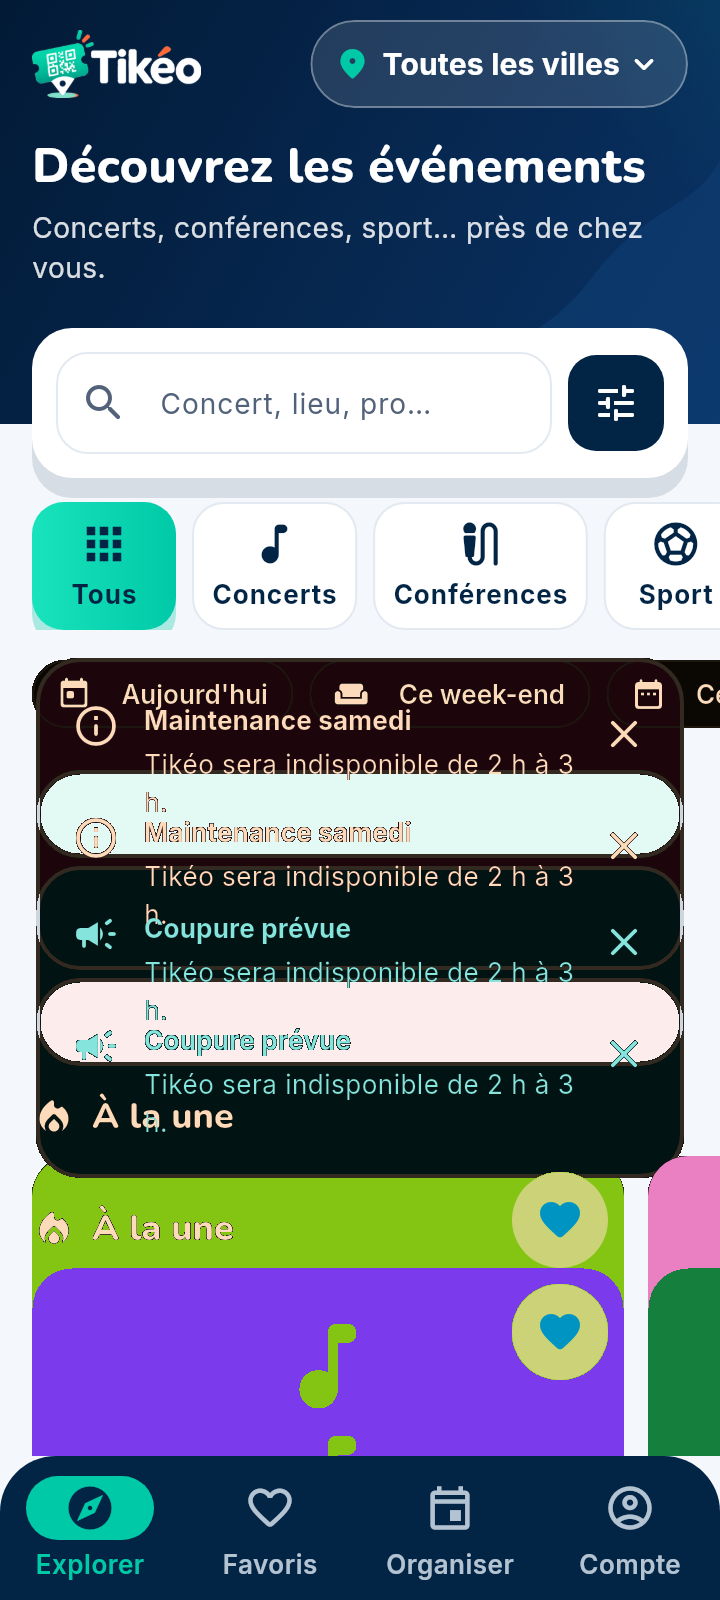 Tikéo
Toutes les villes
Découvrez les événements
Concerts, conférences, sport... près de chez
vous.
Concert, lieu, pro...
Tous
Concerts
Conférences
Sport
Aujourd'hui
Ce week-end
Ce
Maintenance samedi
Tikéo sera indisponible de 2 h à 3
h.
Maintenance samedi
Tikéo sera indisponible de 2 h à 3
h.
Coupure prévue
Tikéo sera indisponible de 2 h à 3
h.
Coupure prévue
Tikéo sera indisponible de 2 h à 3
h.
À la une
À la une
Explorer
Favoris
Organiser
Compte